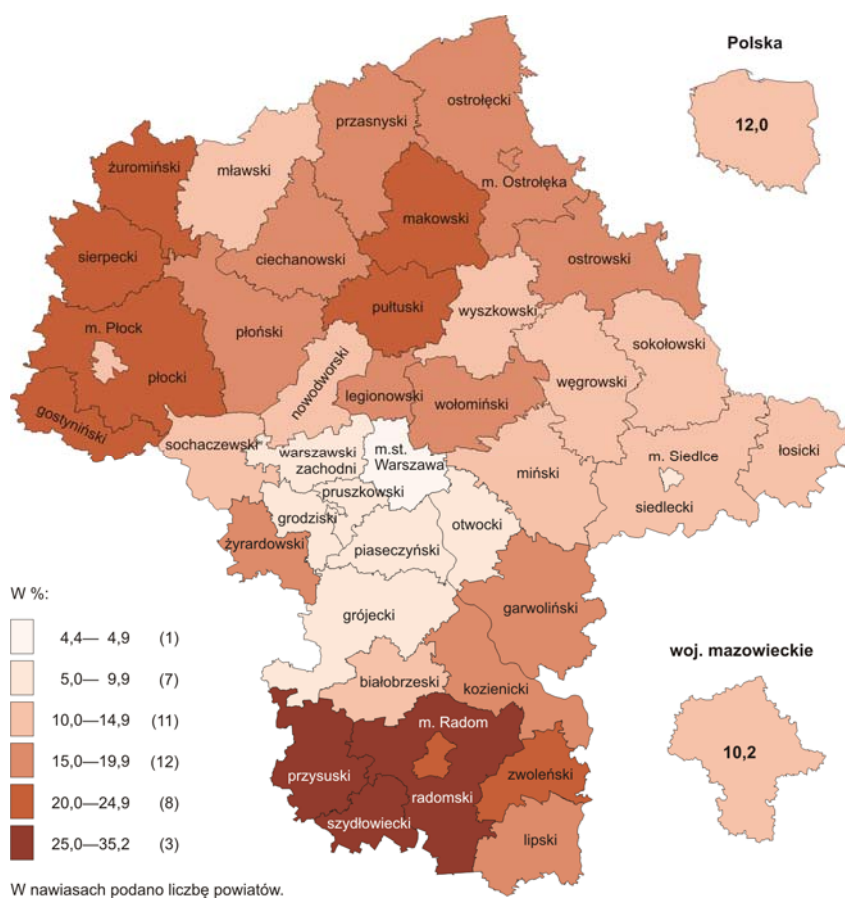 Polska
12,0
ostrołęcki
przasnyski
żuromiński
mławski
m. Ostrołęka
makowski
sierpecki
ciechanowski
ostrowski
pułtuski
wyszkowski
m. Płock
płoński
sokołowski
płocki
nowodworski
legionowski
wołomiński
węgrowski
gostyniński
sochaczewski
warszawski
zachodni
m.st.
Warszawa
m. Siedlce
łosicki
miński
pruszkowski
siedlecki
grodziski
otwocki
żyrardowski
piaseczyński
garwoliński
grójecki
woj. mazowieckie
10,2
białobrzeski
kozienicki
m. Radom
przysuski
zwoleński
radomski
szydłowiecki
lipski
W %:
4,4— 4,9 (1)
5,0— 9,9 (7)
10,0—14,9 (11)
15,0—19,9 (12)
20,0—24,9 (8)
25,0—35,2 (3)
W nawiasach podano liczbę powiatów.